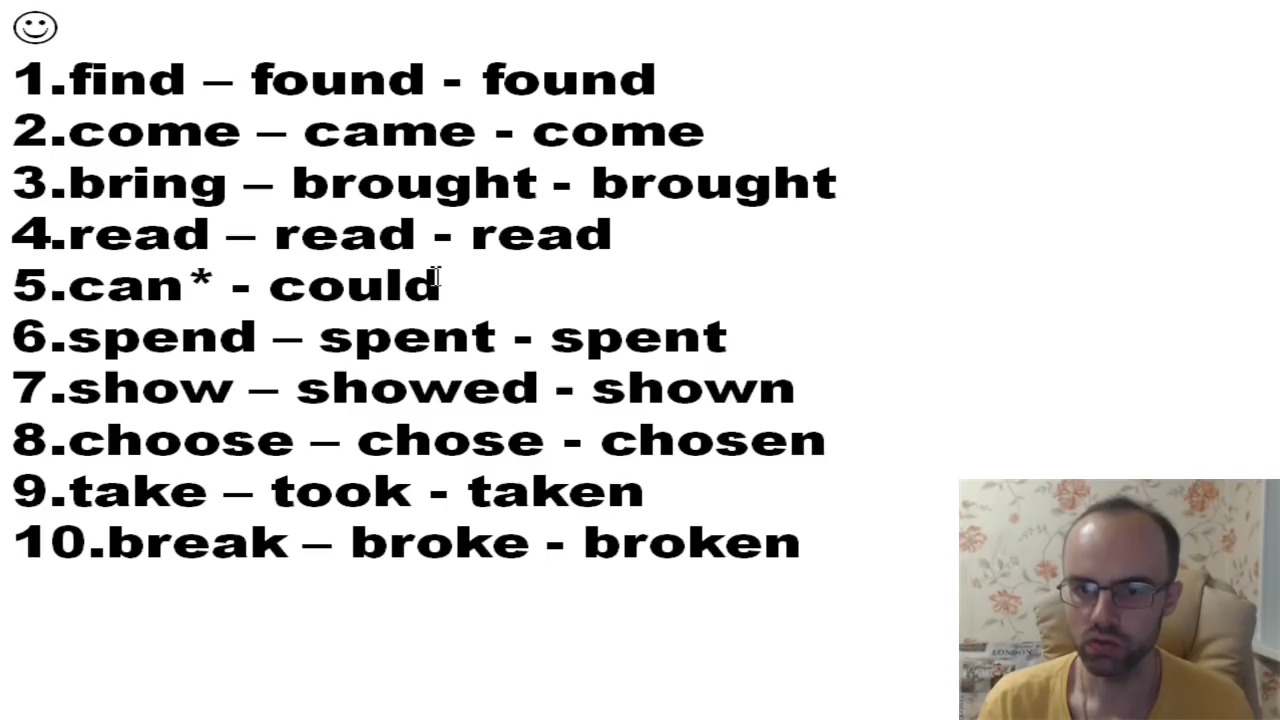 1.find – found - found
2.come – came - come
3.bring – brought - brought
4.read – read - read
5.can* - could
6.spend – spent - spent
7.show – showed - shown
8.choose – chose - chosen
9.take – took - taken
10.break – broke - broken
LONDON